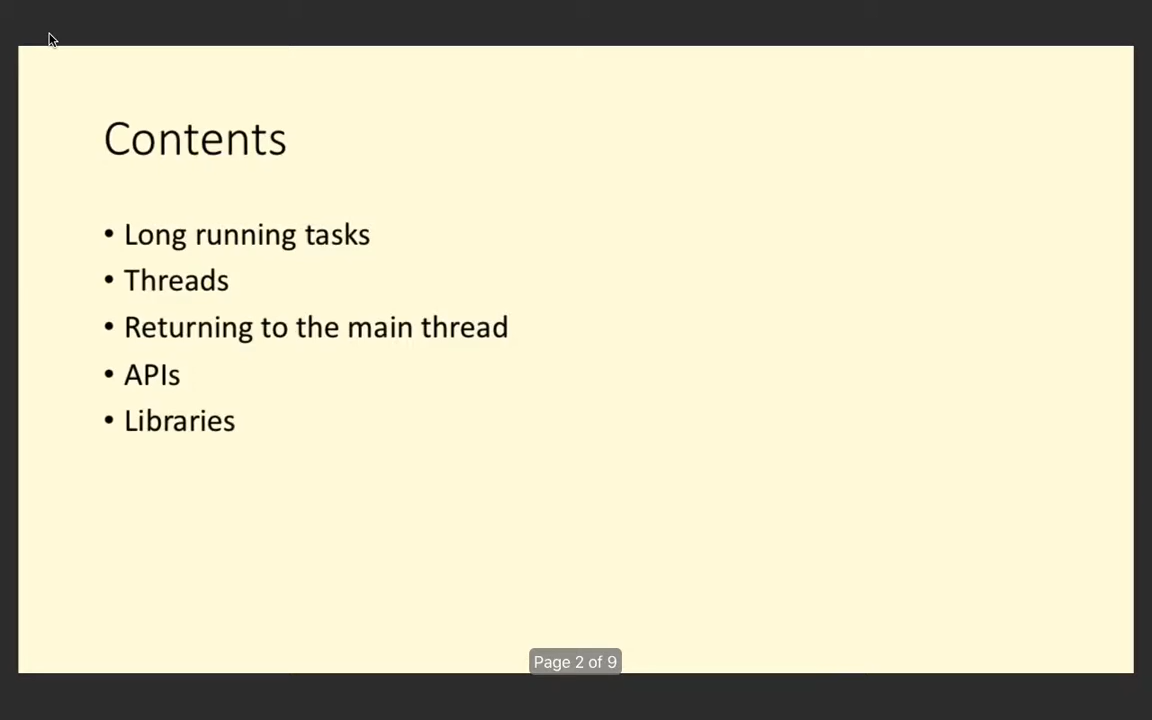 Contents
• Long running tasks
• Threads
• Returning to the main thread
• APIs
• Libraries
Page 2 of 9